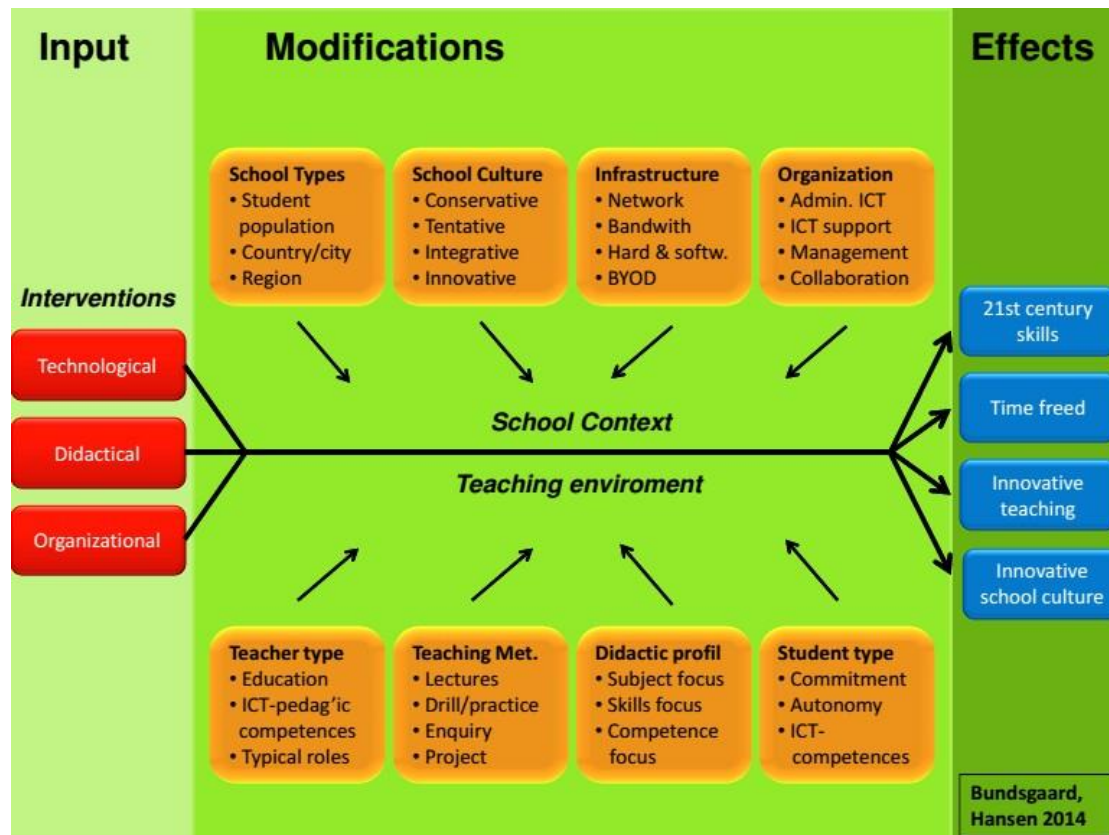 Input
Modifications
Effects
School Types
• Student
population
• Country/city
• Region
School Culture
• Conservative
• Tentative
• Integrative
• Innovative
Infrastructure
• Network
• Bandwith
• Hard & softw.
• BYOD
Organization
• Admin. ICT
• ICT support
• Management
• Collaboration
Interventions
Technological
Didactical
Organizational
School Context
Teaching enviroment
21st century
skills
Time freed
Innovative
teaching
Innovative
school culture
Teacher type
• Education
• ICT-pedag'ic
competences
• Typical roles
Teaching Met.
• Lectures
• Drill/practice
• Enquiry
• Project
Didactic profil
• Subject focus
• Skills focus
• Competence
focus
Student type
• Commitment
• Autonomy
• ICT-
competences
Bundsgaard,
Hansen 2014